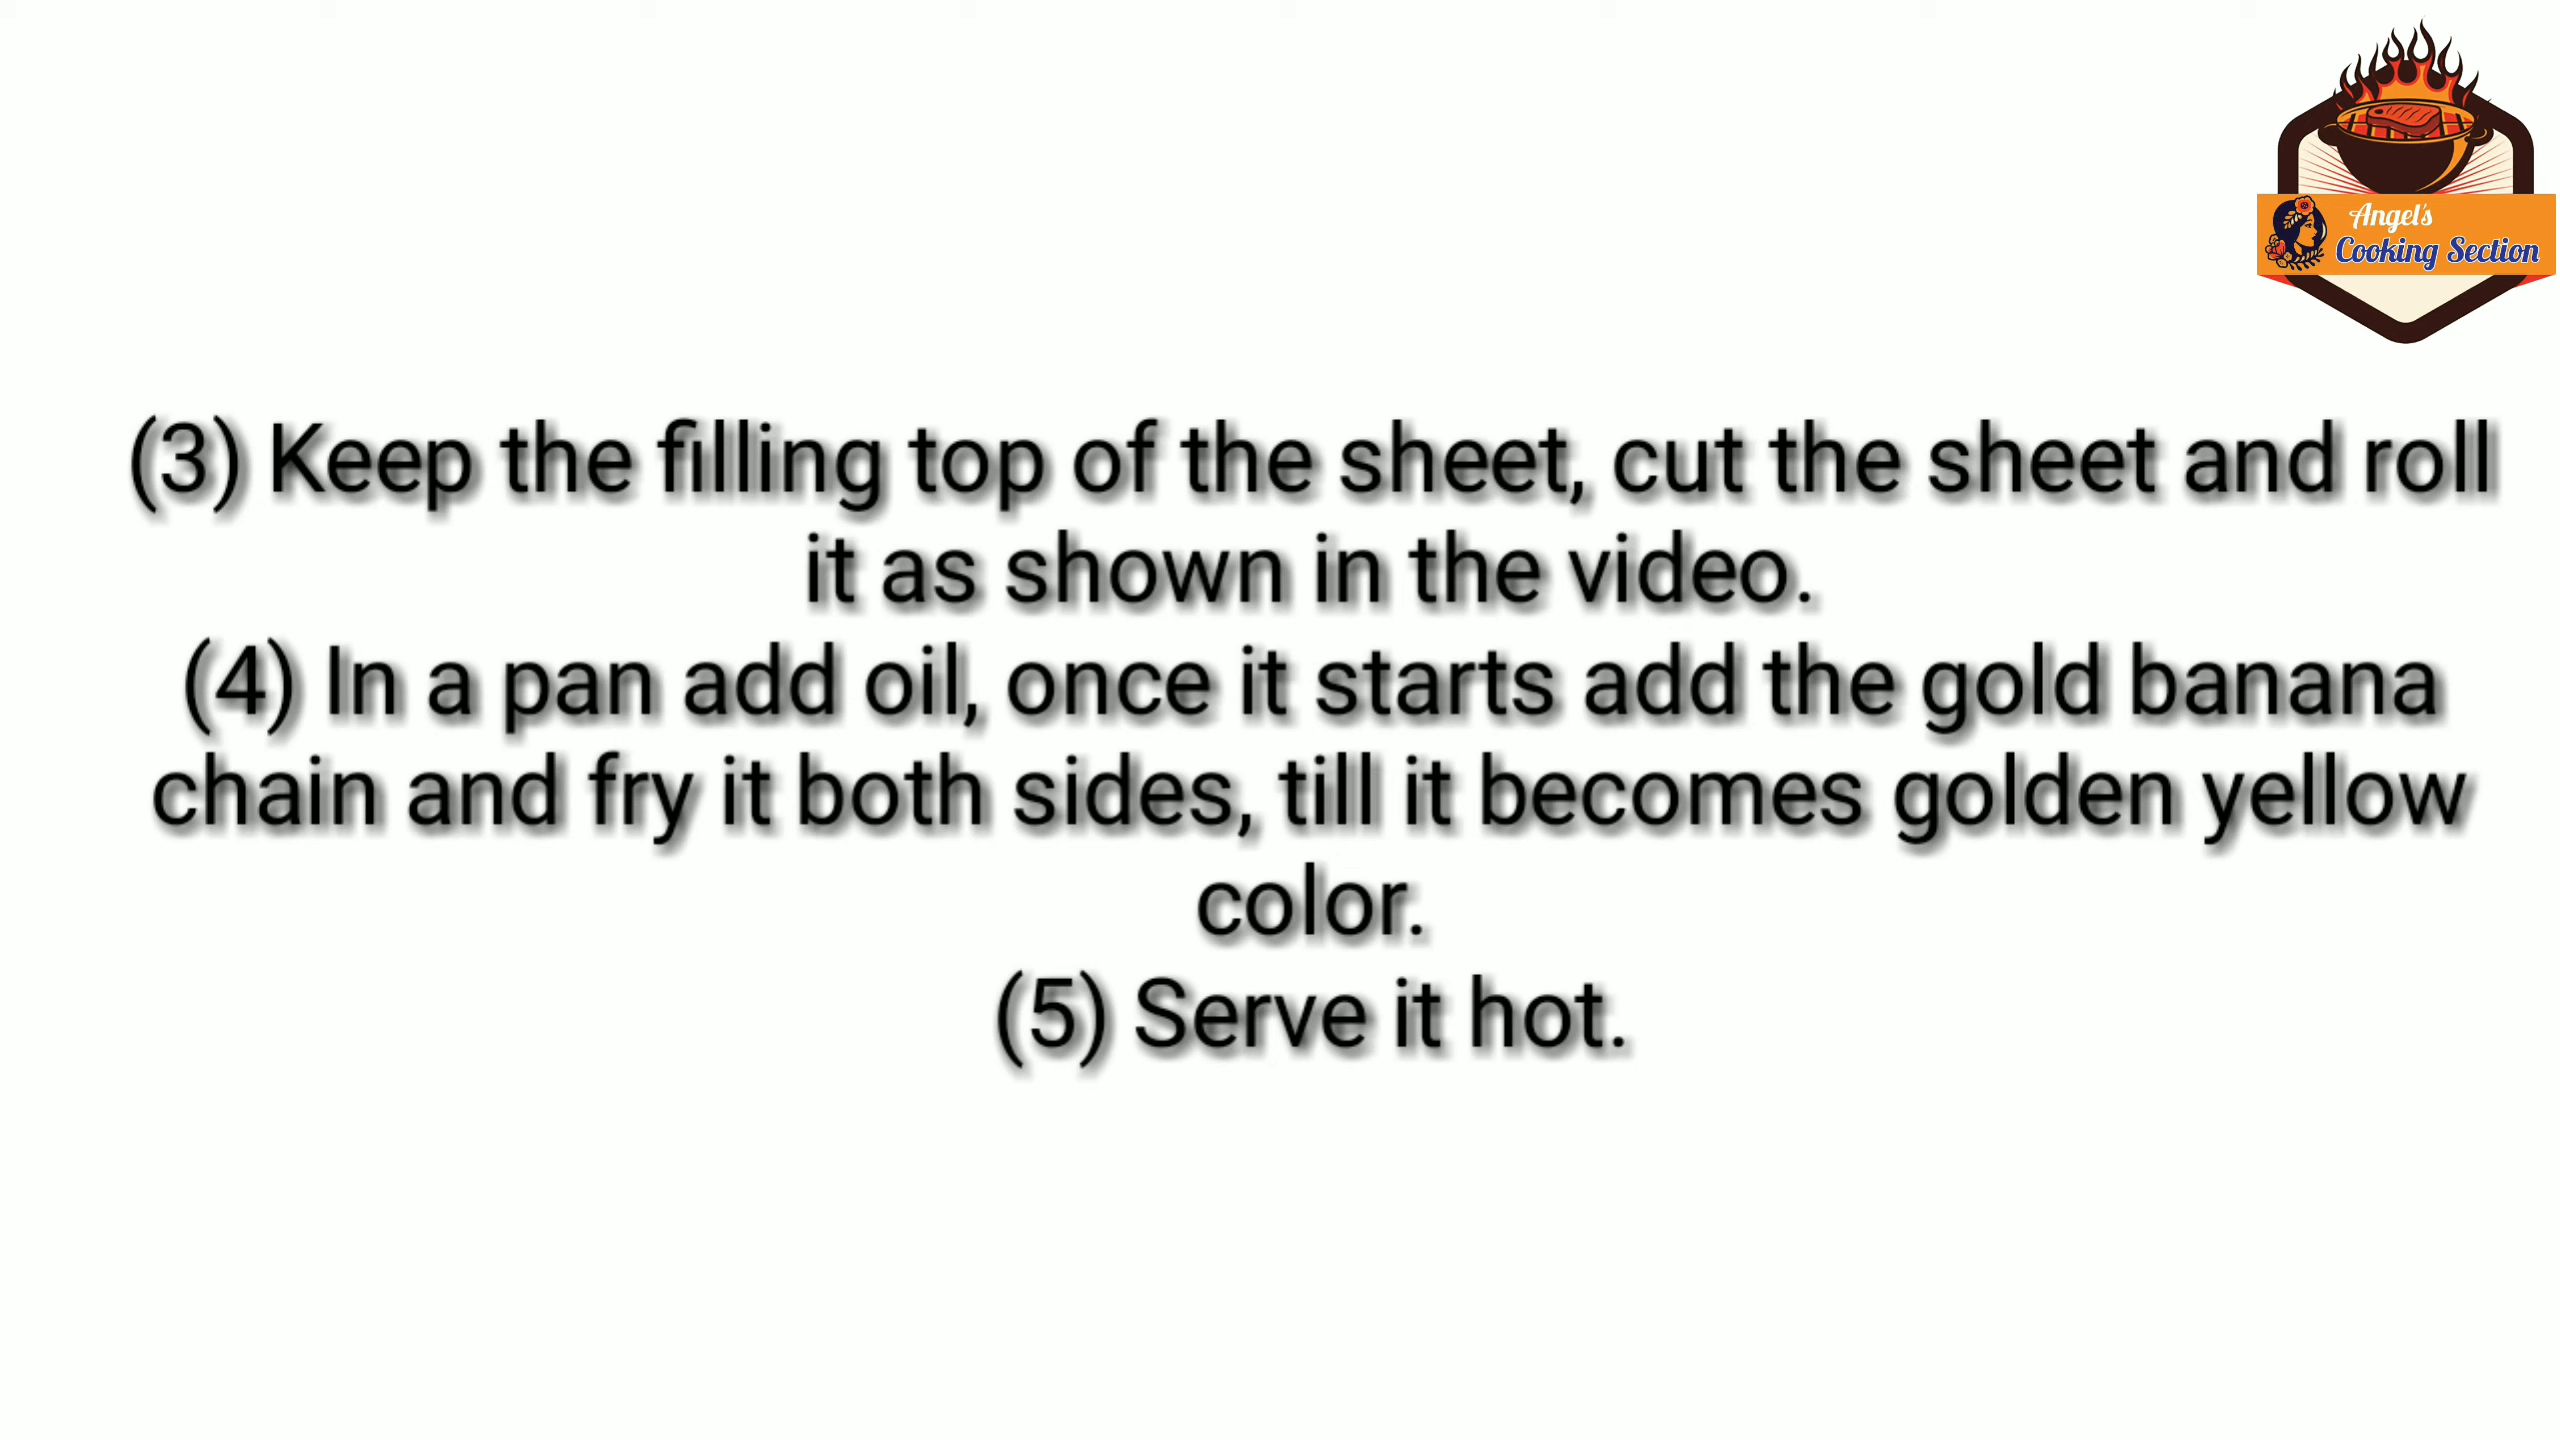 Angel's
Cooking Section
(3) Keep the filling top of the sheet, cut the sheet and roll
it as shown in the video.
(4) In a pan add oil, once it starts add the gold banana
chain and fry it both sides, till it becomes golden yellow
color.
(5) Serve it hot.